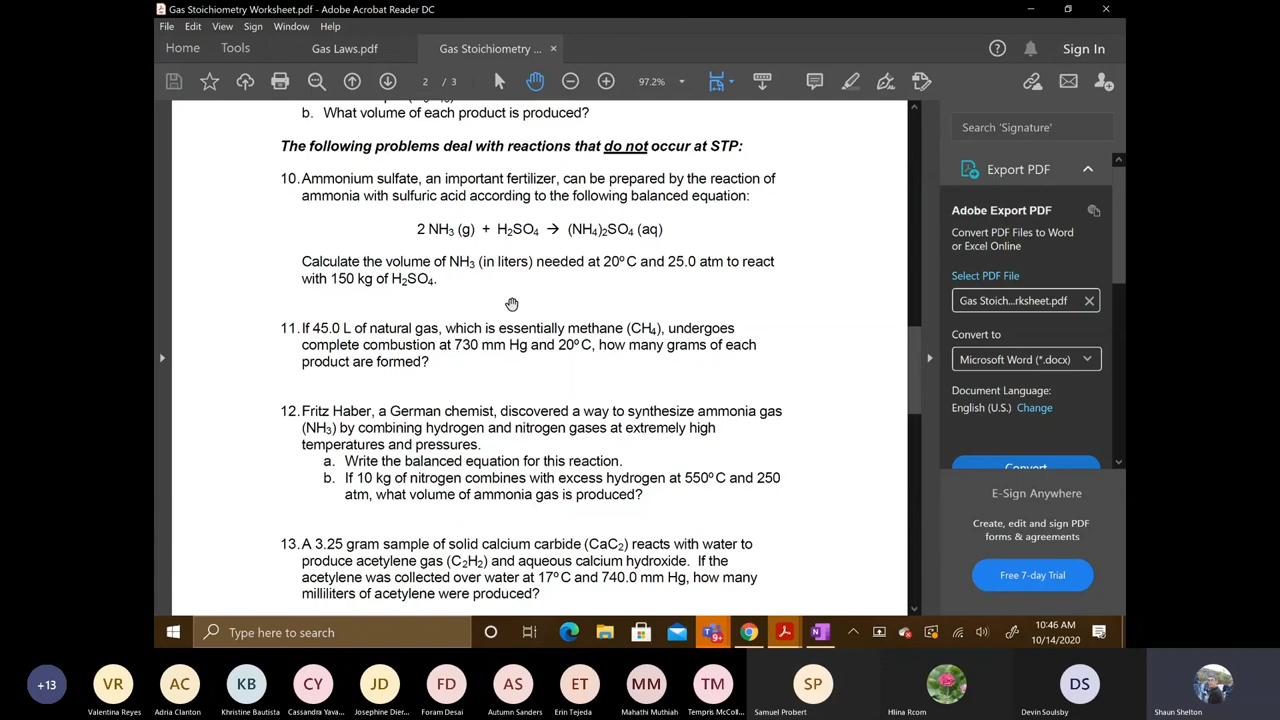 Gas Stoichiometry Worksheet.pdf - Adobe Acrobat Reader DC
File Edit View Sign Window Help
Home Tools Gas Laws.pdf Gas Stoichiometry ... × Sign In
2 / 3 97.2%
b. What volume of each product is produced?
The following problems deal with reactions that do not occur at STP:
10. Ammonium sulfate, an important fertilizer, can be prepared by the reaction of
ammonia with sulfuric acid according to the following balanced equation:
2 NH₃ (g) + H₂SO₄ → (NH₄)₂SO₄ (aq)
Calculate the volume of NH₃ (in liters) needed at 20º C and 25.0 atm to react
with 150 kg of H₂SO₄.
11. If 45.0 L of natural gas, which is essentially methane (CH₄), undergoes
complete combustion at 730 mm Hg and 20º C, how many grams of each
product are formed?
12. Fritz Haber, a German chemist, discovered a way to synthesize ammonia gas
(NH₃) by combining hydrogen and nitrogen gases at extremely high
temperatures and pressures.
a. Write the balanced equation for this reaction.
b. If 10 kg of nitrogen combines with excess hydrogen at 550º C and 250
atm, what volume of ammonia gas is produced?
13. A 3.25 gram sample of solid calcium carbide (CaC₂) reacts with water to
produce acetylene gas (C₂H₂) and aqueous calcium hydroxide. If the
acetylene was collected over water at 17º C and 740.0 mm Hg, how many
milliliters of acetylene were produced?
Search 'Signature'
Export PDF
Adobe Export PDF
Convert PDF Files to Word
or Excel Online
Select PDF File
Gas Stoich...rksheet.pdf
Convert to
Microsoft Word (*.docx)
Document Language:
English (U.S.) Change
Convert
E-Sign Anywhere
Create, edit and sign PDF
forms & agreements
Free 7-day Trial
Type here to search
9+
10:46 AM
10/14/2020
+13 VR AC KB CY JD FD AS ET MM TM SP DS
Valentina Reyes Adria Clanton Khristine Bautista Cassandra Yava... Josephine Dier... Foram Desai Autumn Sanders Erin Tejeda Mahathi Muthiah Tempris McColl... Samuel Probert Hlina Rcom Devin Soulsby Shaun Shelton